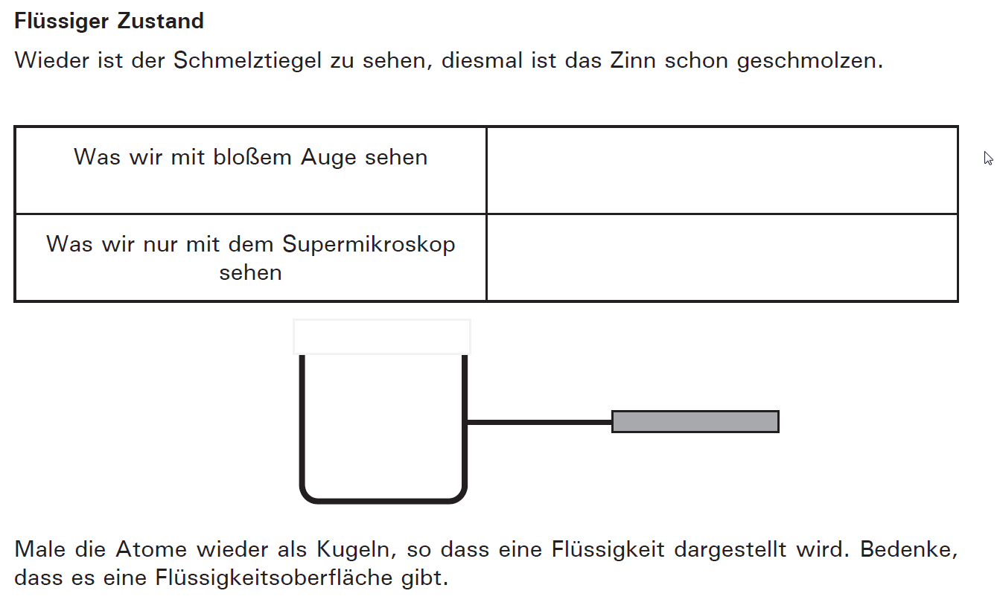 Flüssiger Zustand
Wieder ist der Schmelztiegel zu sehen, diesmal ist das Zinn schon geschmolzen.
Was wir mit bloßem Auge sehen
Was wir nur mit dem Supermikroskop
sehen
Male die Atome wieder als Kugeln, so dass eine Flüssigkeit dargestellt wird. Bedenke,
dass es eine Flüssigkeitsoberfläche gibt.